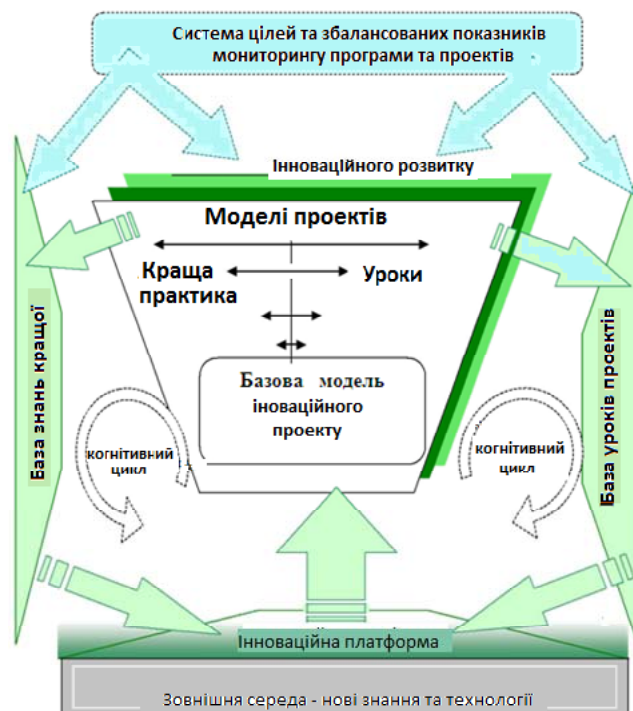 Система цілей та збалансованих показників
мониторингу програми та проектів
ІнноваЦІйного розвитку
Моделі проектів
Краща
практика
Уроки
Базова модель
іноваційного
проекту
База знань кращої
когнітивний
цикл
когнітивний
цикл
База уроків проектів
Інноваційна платформа
Зовнішня середа - нові знання та технології